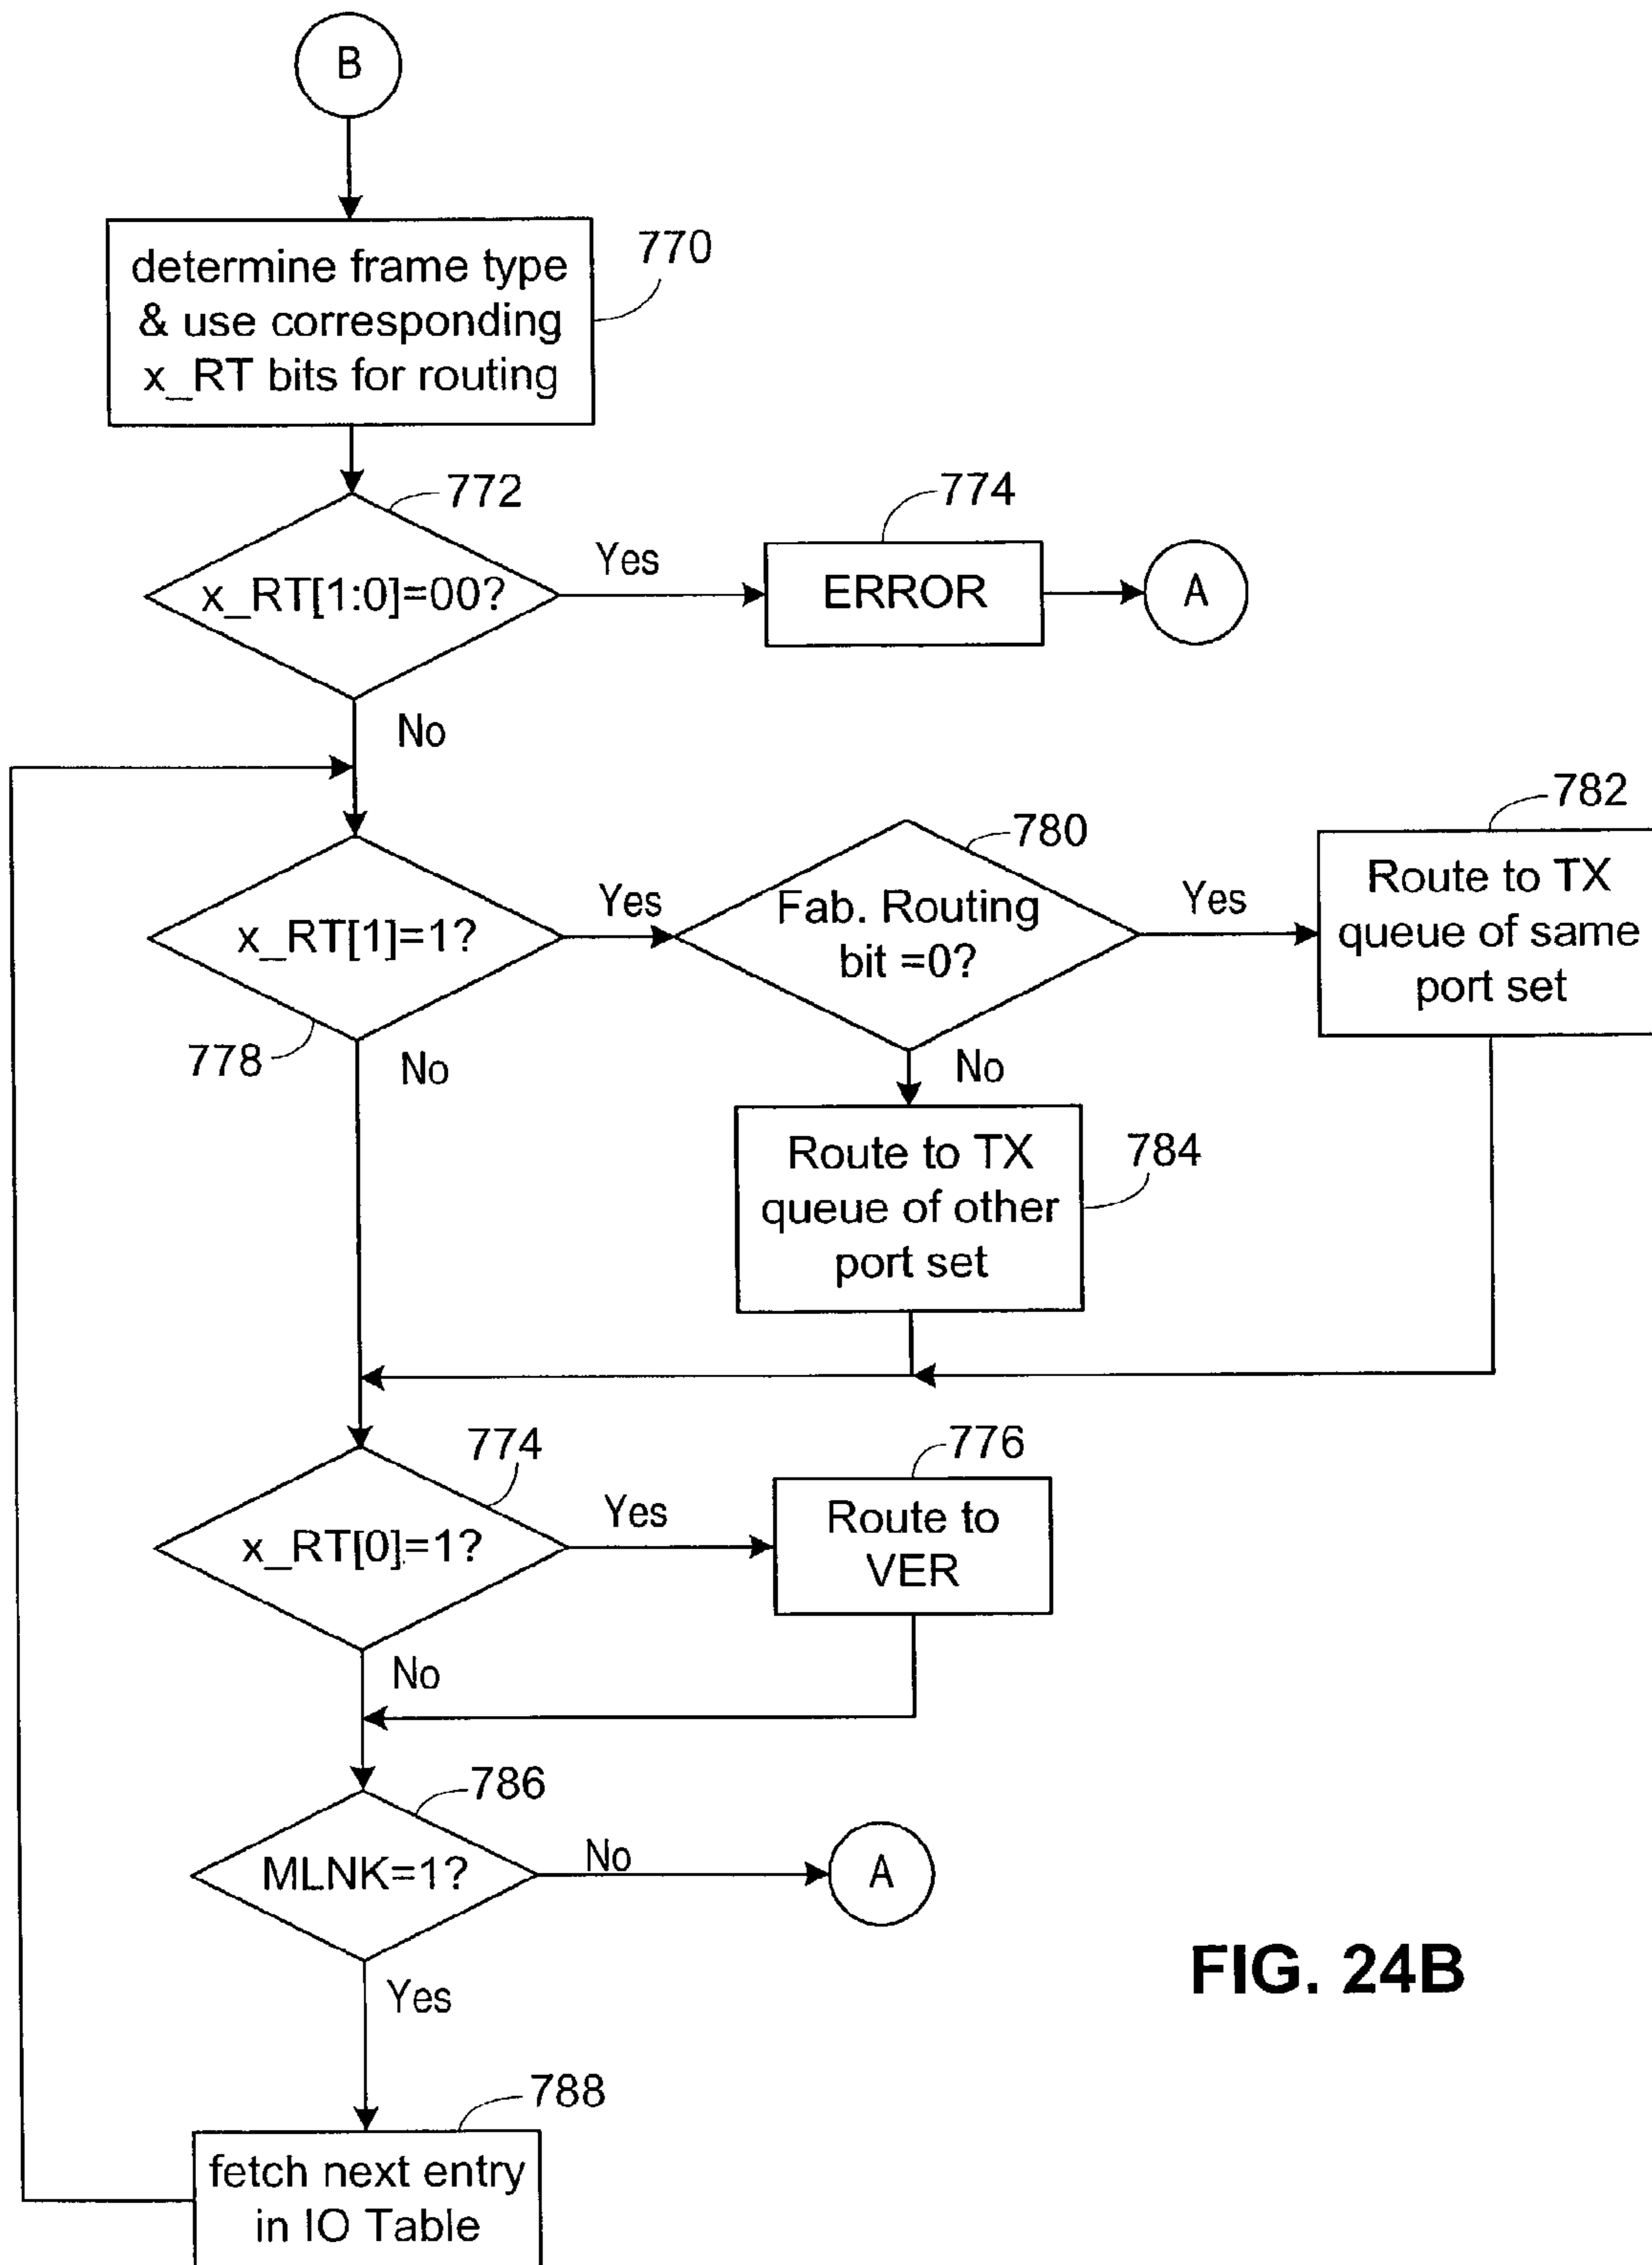 B
determine frame type
& use corresponding
x_RT bits for routing
770
772
x_RT[1:0]=00?
Yes
774
ERROR
A
No
782
780
Route to TX
queue of same
port set
x_RT[1]=1?
Yes
Fab. Routing
bit =0?
Yes
778
No
No
Route to TX
queue of other
port set
784
774
776
x_RT[0]=1?
Yes
Route to
VER
No
786
MLNK=1?
No
A
FIG. 24B
Yes
788
fetch next entry
in IO Table